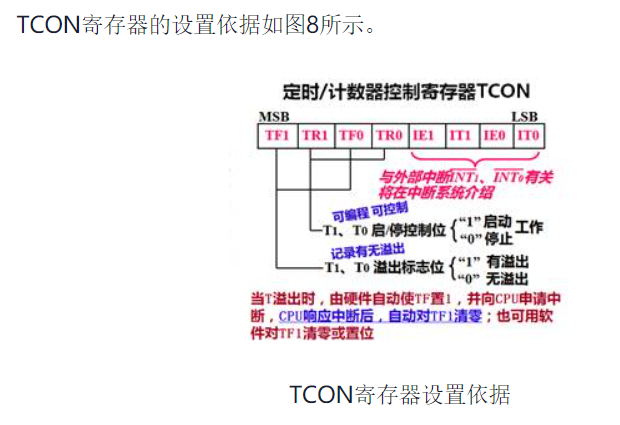 TCON寄存器的设置依据如图8所示。
定时/计数器控制寄存器TCON
MSB LSB
TF1 TR1 TF0 TR0 IE1 IT1 IE0 IT0
与外部中断INT1、INT0有关
将在中断系统介绍
可编程 可控制
T1、T0 启/停控制位 “1” 启动 工作
“0” 停止
记录有无溢出
T1、T0 溢出标志位 “1” 有溢出
“0” 无溢出
当T溢出时，由硬件自动使TF置1，并向CPU申请中
断，CPU响应中断后，自动对TF1清零；也可用软
件对TF1清零或置位
TCON寄存器设置依据